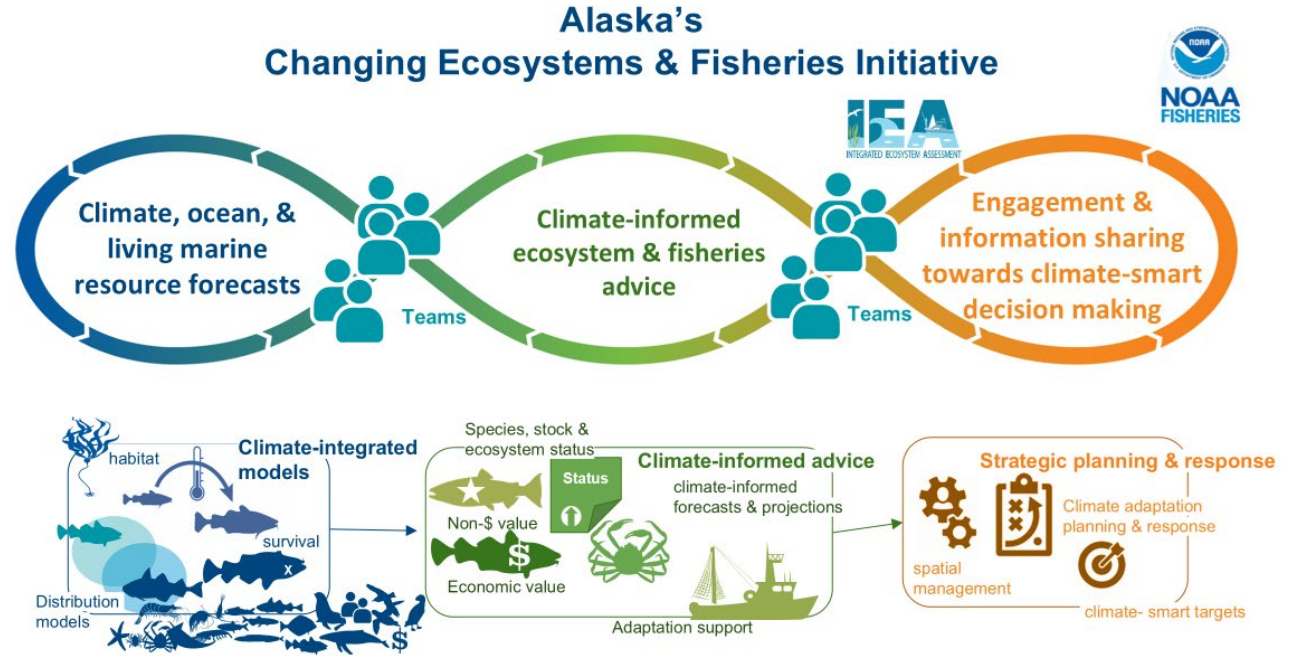 Alaska's
Changing Ecosystems & Fisheries Initiative
NOAA
NOAA
FISHERIES
IEA
INTEGRATED ECOSYSTEM ASSESSMENT
Climate, ocean, &
living marine
resource forecasts
Teams
Climate-informed
ecosystem & fisheries
advice
Teams
Engagement &
information sharing
towards climate-smart
decision making
Climate-integrated
models
habitat
survival
x
Distribution
models
$
Species, stock &
ecosystem status
Status
Non-$ value
$
Economic value
Climate-informed advice
climate-informed
forecasts & projections
Adaptation support
Strategic planning & response
Climate adaptation
planning & response
spatial
management
climate- smart targets